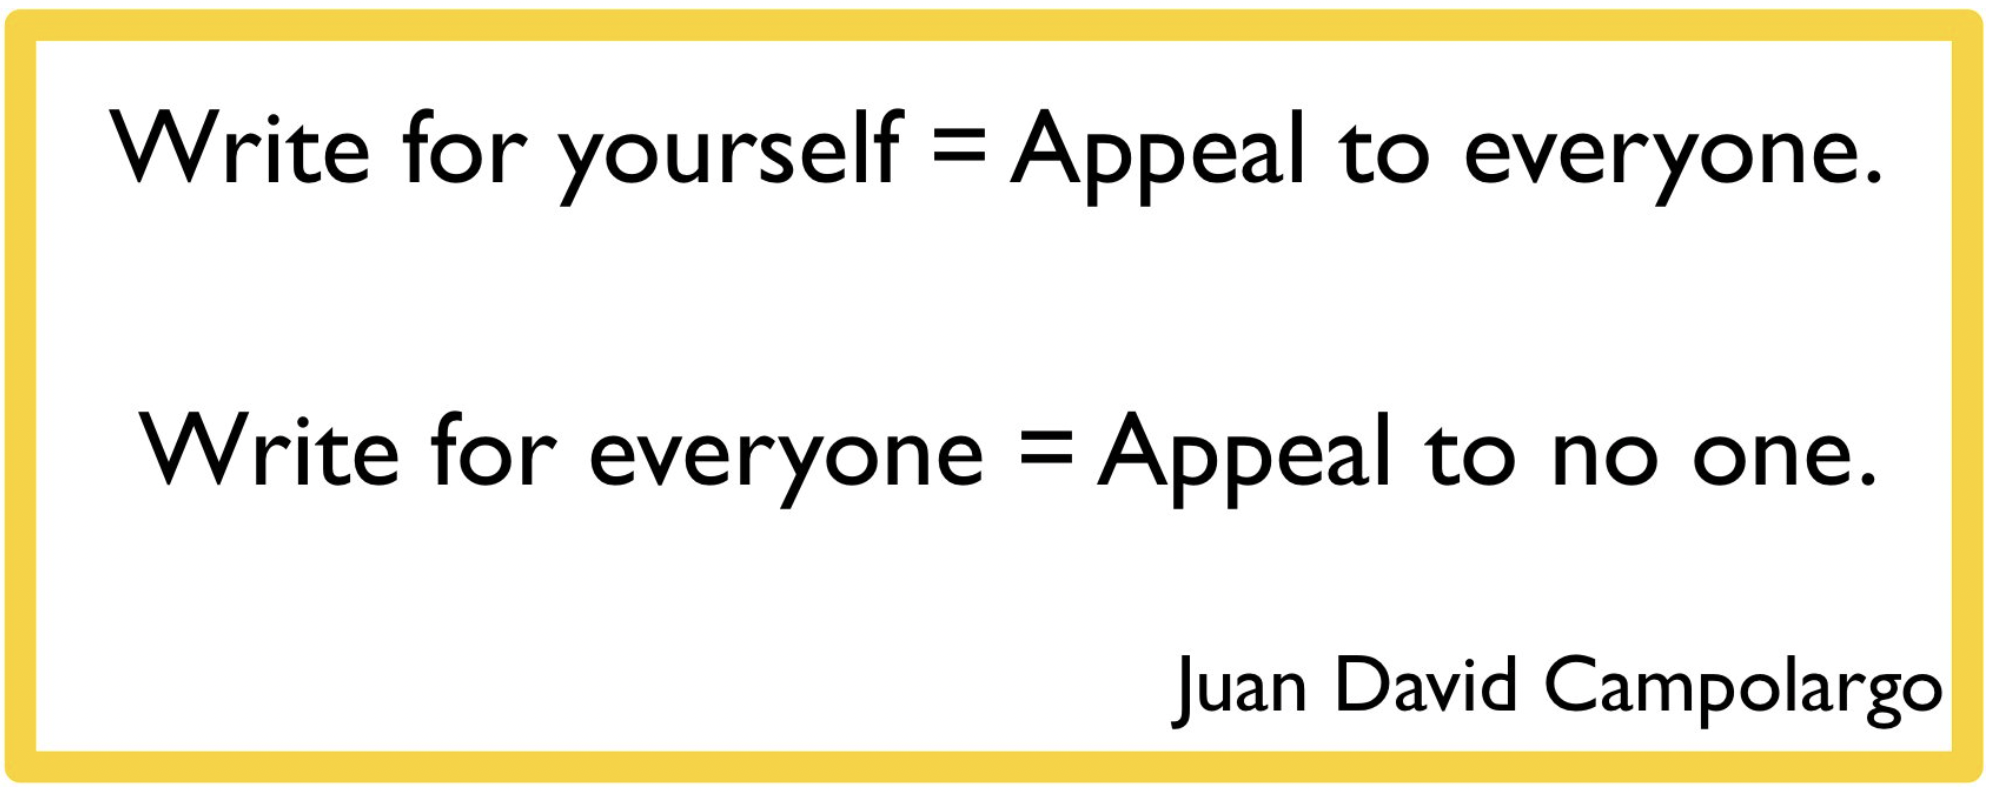 Write for yourself = Appeal to everyone.
Write for everyone = Appeal to no one.
Juan David Campolargo